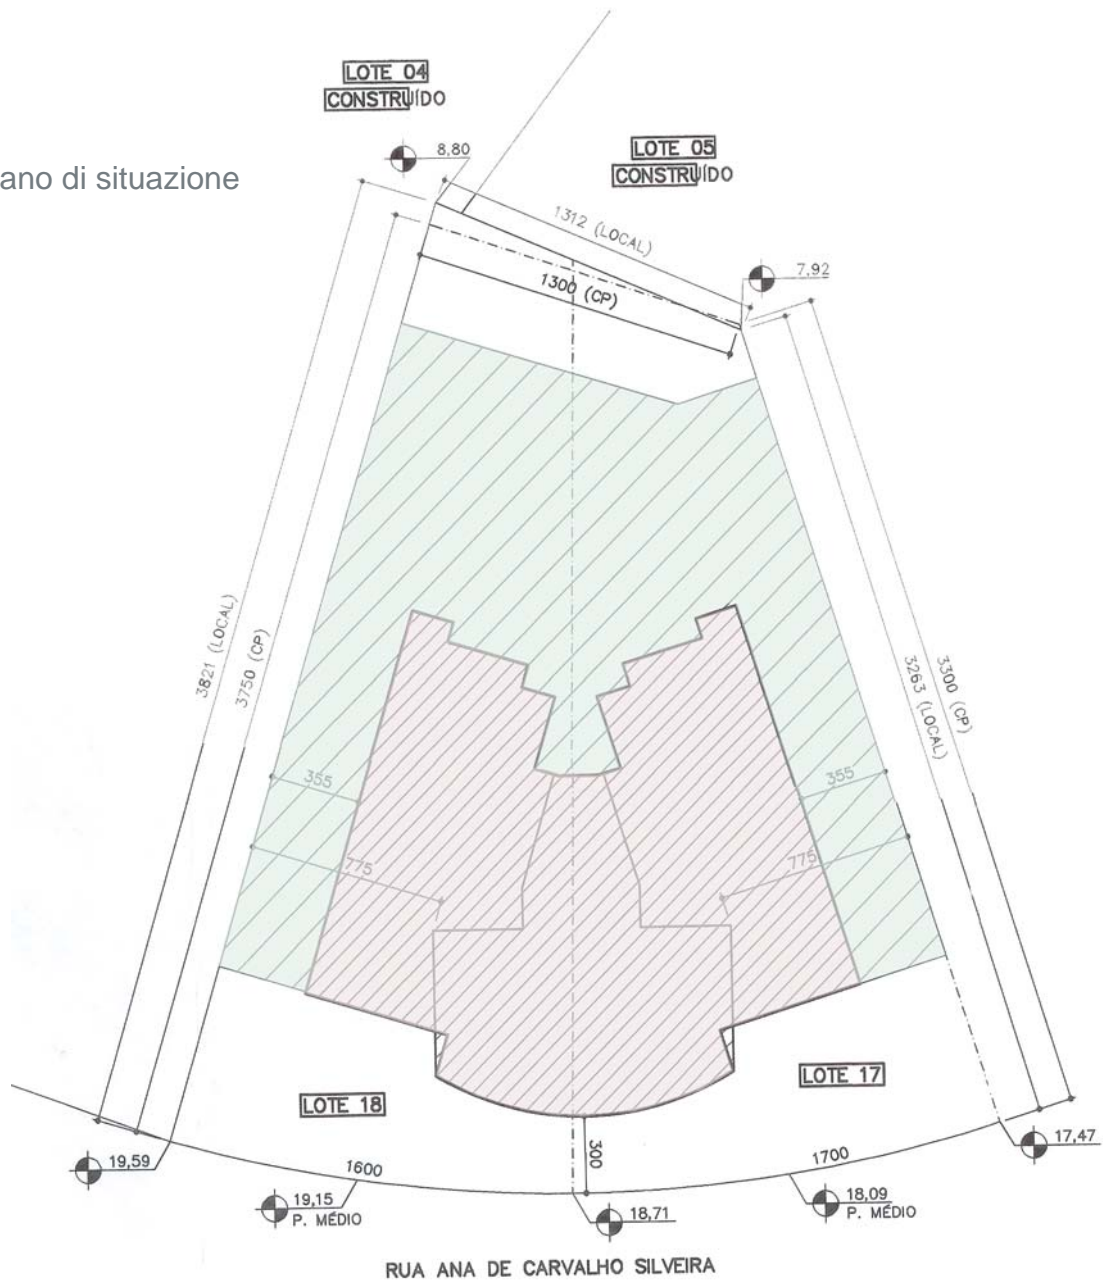 LOTE 04
CONSTRUÍDO
8,80
LOTE 05
CONSTRUÍDO
ano di situazione
1312 (LOCAL)
7,92
1300 (CP)
3821 (LOCAL)
3750 (CP)
3263 (LOCAL)
3300 (CP)
355
355
775
775
LOTE 18
LOTE 17
300
19,59
1600
1700
17,47
19,15
P. MÉDIO
18,71
18,09
P. MÉDIO
RUA ANA DE CARVALHO SILVEIRA